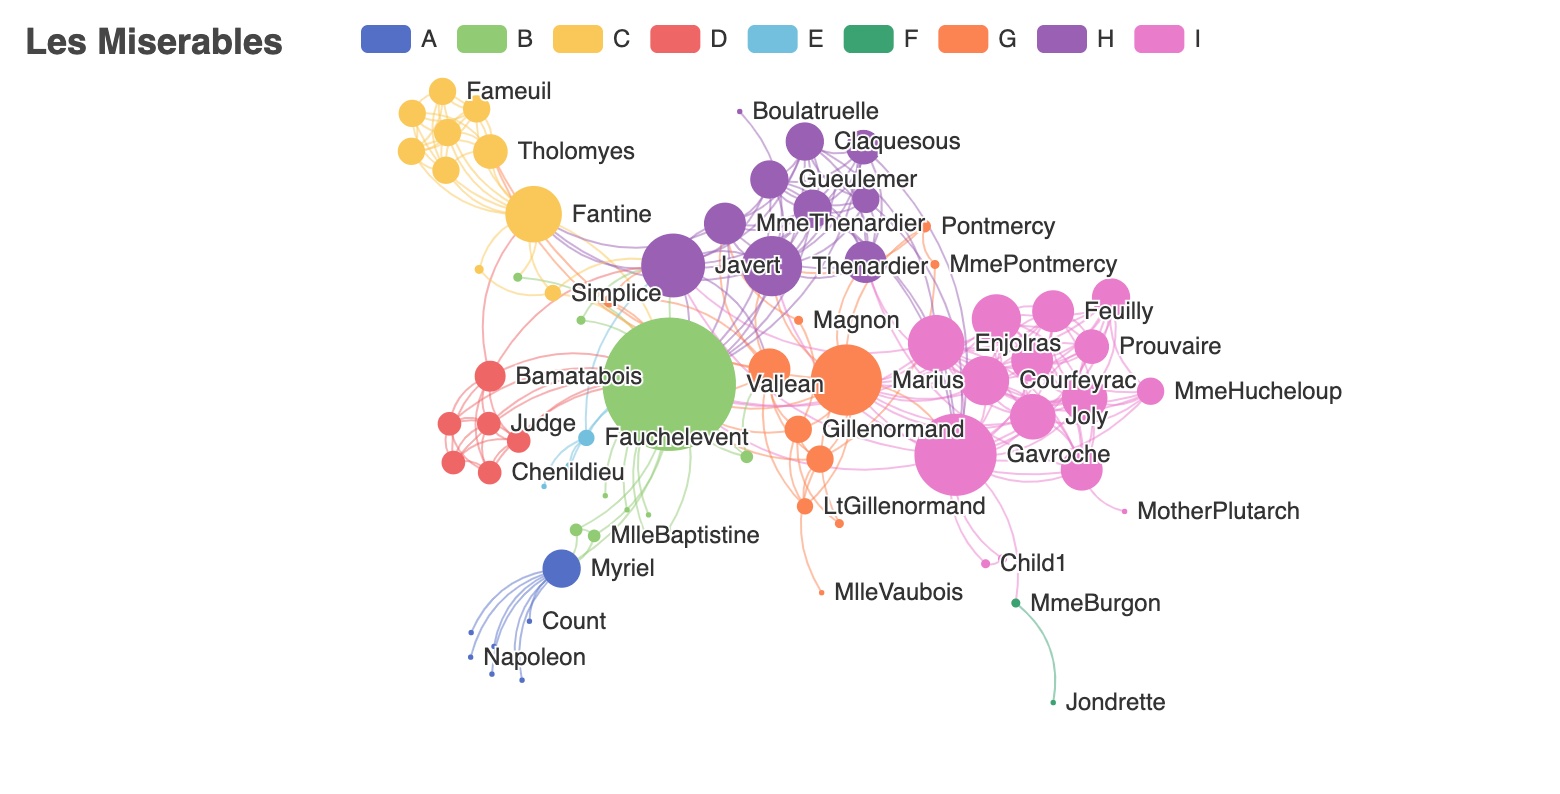 Les Miserables
A
B
C
D
E
F
G
H
I
Fameuil
Boulatruelle
Claquesous
Tholomyes
Gueulemer
Fantine
MmeThenardier
Pontmercy
Javert
Thenardier
MmePontmercy
Simplice
Feuilly
Magnon
Enjolras
Prouvaire
Bamatabois
Valjean
Marius
Courfeyrac
MmeHucheloup
Joly
Judge
Gillenormand
Fauchelevent
Gavroche
Chenildieu
LtGillenormand
MotherPlutarch
MlleBaptistine
Child1
Myriel
MlleVaubois
MmeBurgon
Count
Napoleon
Jondrette